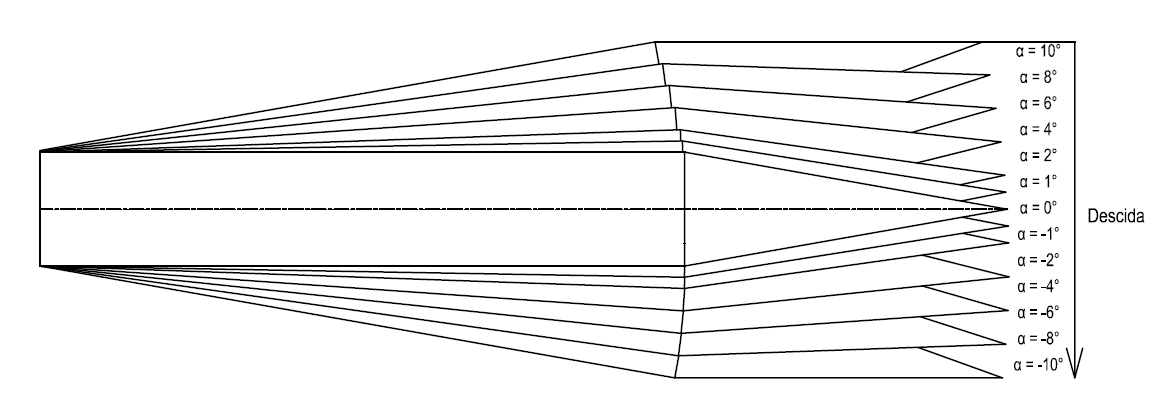 α = 10°
α = 8°
α = 6°
α = 4°
α = 2°
α = 1°
α = 0°
α = -1°
α = -2°
α = -4°
α = -6°
α = -8°
α = -10°
Descida